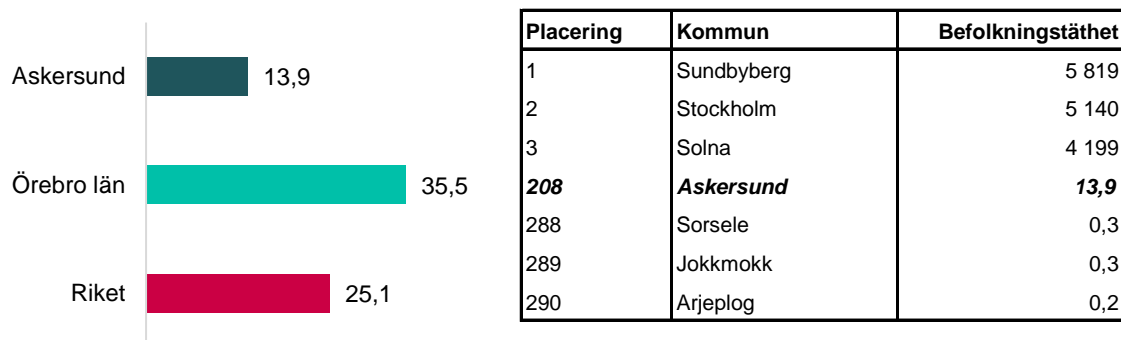 Askersund 13,9
Örebro län 35,5
Riket 25,1
Placering Kommun Befolkningstäthet
1 Sundbyberg 5 819
2 Stockholm 5 140
3 Solna 4 199
208 Askersund 13,9
288 Sorsele 0,3
289 Jokkmokk 0,3
290 Arjeplog 0,2